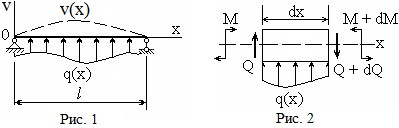 v
v(x)
0
x
q(x)
l
Рис. 1
dx
M
M + dM
x
Q
Q + dQ
q(x)
Рис. 2